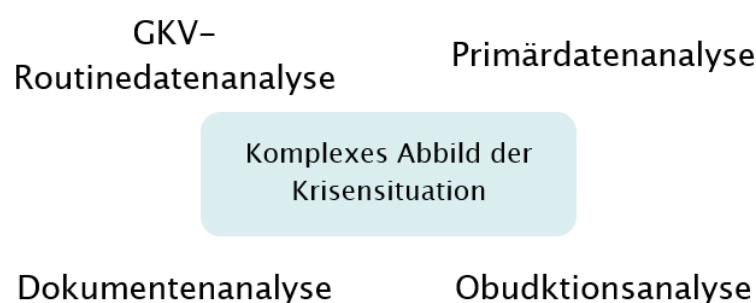 GKV-
Routinedatenanalyse
Primärdatenanalyse
Komplexes Abbild der
Krisensituation
Dokumentenanalyse
Obudktionsanalyse